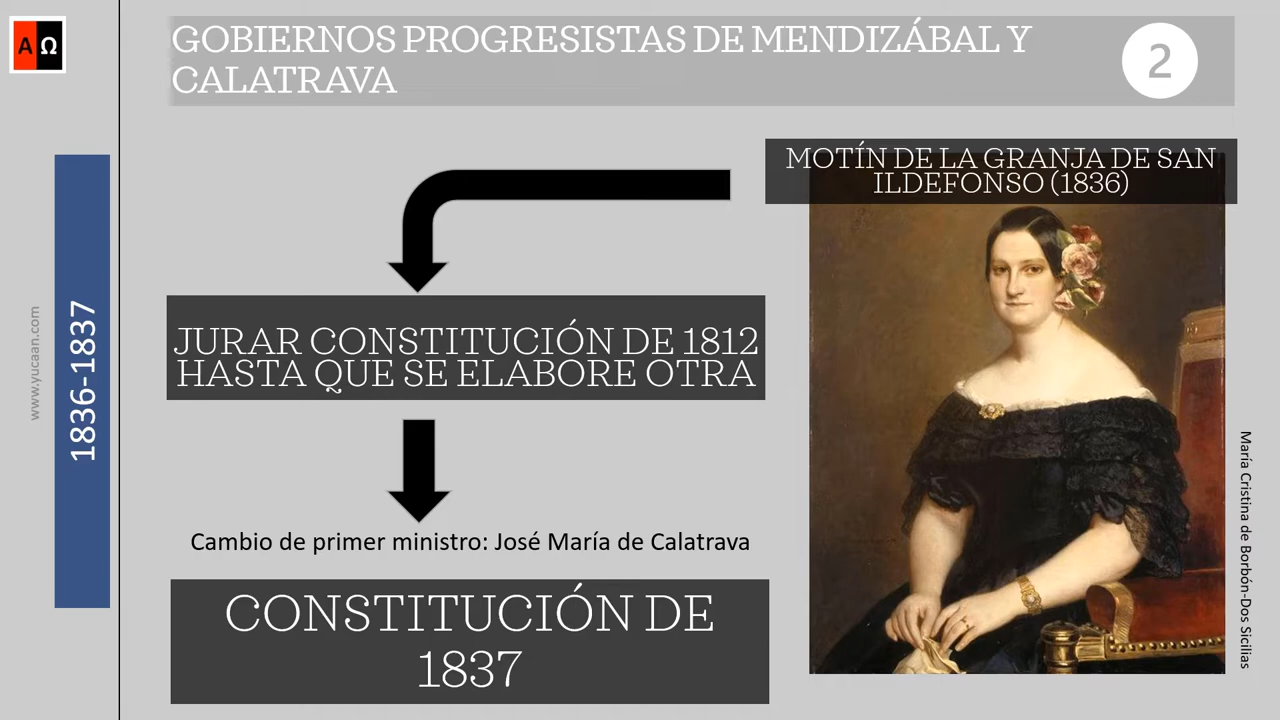 A Ω
GOBIERNOS PROGRESISTAS DE MENDIZÁBAL Y
CALATRAVA
2
MOTÍN DE LA GRANJA DE SAN
ILDEFONSO (1836)
JURAR CONSTITUCIÓN DE 1812
HASTA QUE SE ELABORE OTRA
Cambio de primer ministro: José María de Calatrava
CONSTITUCIÓN DE
1837
www.yucaan.com
1836-1837
María Cristina de Borbón-Dos Sicilias